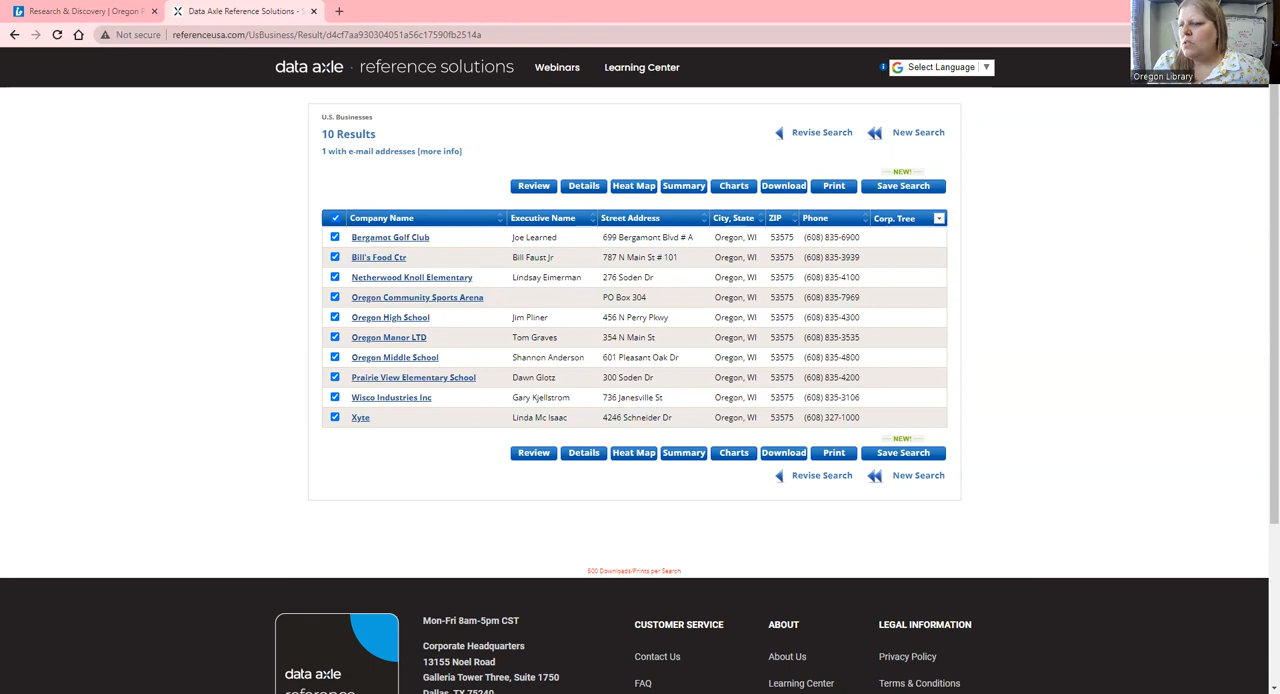 Research & Discovery | Oregon P
Data Axle Reference Solutions - S
Not secure
referenceusa.com/UsBusiness/Result/d4cf7aa930304051a56c17590fb2514a
Oregon Library
data axle · reference solutions
Webinars
Learning Center
Select Language ▼
U.S. Businesses
10 Results
1 with e-mail addresses [more info]
Revise Search
New Search
NEW!
Review Details Heat Map Summary Charts Download Print Save Search
Company Name Executive Name Street Address City, State ZIP Phone Corp. Tree
Bergamot Golf Club Joe Learned 699 Bergamont Blvd # A Oregon, WI 53575 (608) 835-6900
Bill's Food Ctr Bill Faust Jr 787 N Main St # 101 Oregon, WI 53575 (608) 835-3939
Netherwood Knoll Elementary Lindsay Eimerman 276 Soden Dr Oregon, WI 53575 (608) 835-4100
Oregon Community Sports Arena PO Box 304 Oregon, WI 53575 (608) 835-7969
Oregon High School Jim Pliner 456 N Perry Pkwy Oregon, WI 53575 (608) 835-4300
Oregon Manor LTD Tom Graves 354 N Main St Oregon, WI 53575 (608) 835-3535
Oregon Middle School Shannon Anderson 601 Pleasant Oak Dr Oregon, WI 53575 (608) 835-4800
Prairie View Elementary School Dawn Glotz 300 Soden Dr Oregon, WI 53575 (608) 835-4200
Wisco Industries Inc Gary Kjellstrom 736 Janesville St Oregon, WI 53575 (608) 835-3106
Xyte Linda Mc Isaac 4246 Schneider Dr Oregon, WI 53575 (608) 327-1000
NEW!
Review Details Heat Map Summary Charts Download Print Save Search
Revise Search
New Search
500 Downloads/Prints per Search
data axle
reference
Mon-Fri 8am-5pm CST
Corporate Headquarters
13155 Noel Road
Galleria Tower Three, Suite 1750
Dallas, TX 75240
CUSTOMER SERVICE
Contact Us
FAQ
ABOUT
About Us
Learning Center
LEGAL INFORMATION
Privacy Policy
Terms & Conditions